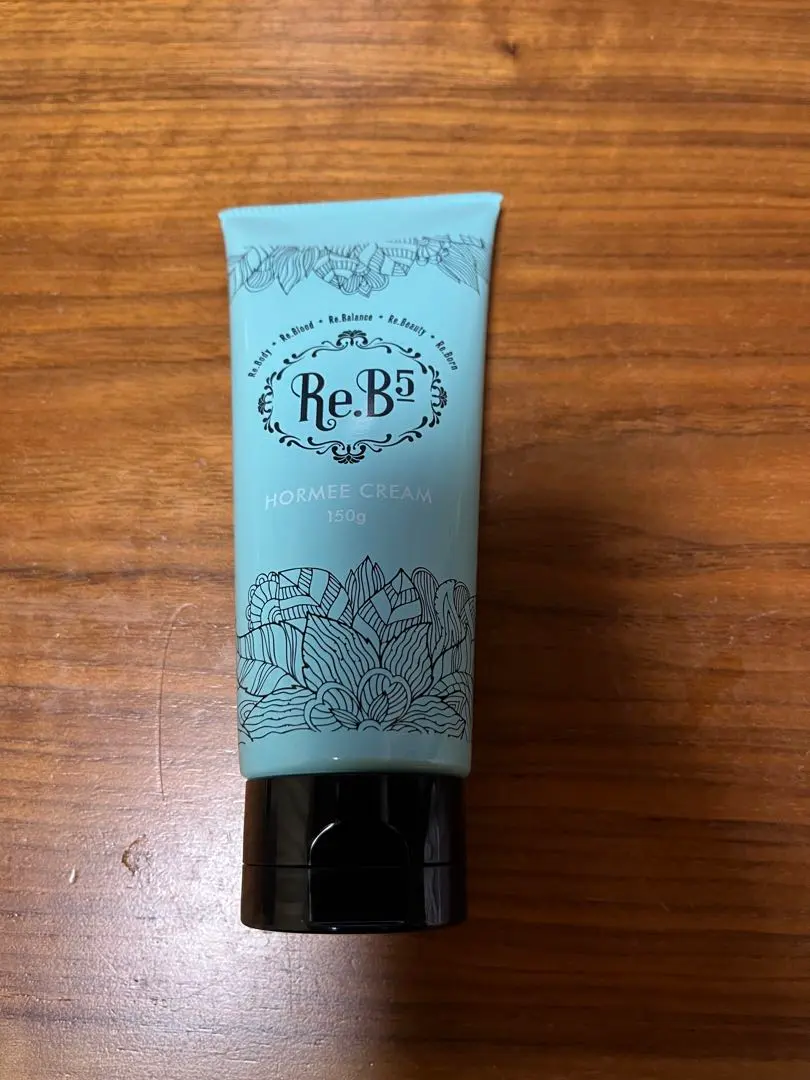 Re.Body + Re.Blood + Re.Balance + Re.Beauty + Re.Born
Re.B5
HORMEE CREAM
150g